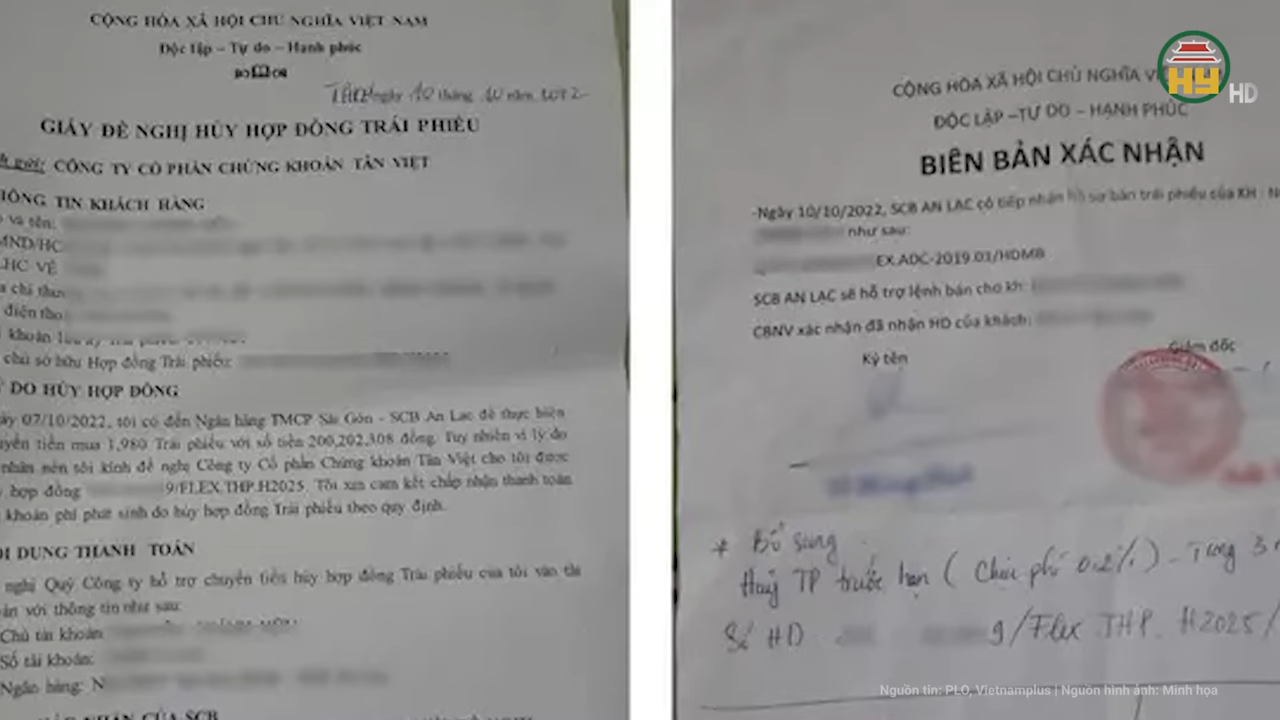 CỘNG HÒA XÃ HỘI CHỦ NGHĨA VIỆT NAM
Độc lập – Tự do – Hạnh phúc
ngày 10 tháng 10 năm 2022
GIẤY ĐỀ NGHỊ HỦY HỢP ĐỒNG TRÁI PHIẾU
h gửi: CÔNG TY CỔ PHẦN CHỨNG KHOÁN TÂN VIỆT
HÔNG TIN KHÁCH HÀNG
và tên:
MND/HC
HC VỀ
a chỉ thư
điện tho
khoản
chủ sở hữu Hợp đồng Trái phiếu:
DO HỦY HỢP ĐỒNG
ày 07/10/2022, tôi có đến Ngân hàng TMCP Sài Gòn - SCB An Lạc để thực hiện
yển tiền mua 1,980 Trái phiếu với số tiền 200,202,308 đồng. Tuy nhiên vì lý do
nhân nên tôi kính đề nghị Công ty Cổ phần Chứng khoán Tân Việt cho tôi được
hợp đồng 9/FLEX.THP.H2025. Tôi xin cam kết chấp nhận thanh toán
khoản phí phát sinh do hủy hợp đồng Trái phiếu theo quy định.
I DUNG THANH TOÁN
nghị Quý Công ty hỗ trợ chuyển tiền hủy hợp đồng Trái phiếu của tôi vào tài
ản với thông tin như sau:
Chủ tài khoản
Số tài khoản:
Ngân hàng: N
NHẬN CỦA SCB
CỘNG HÒA XÃ HỘI CHỦ NGHĨA VI
ĐỘC LẬP –TỰ DO – HẠNH PHÚC
BIÊN BẢN XÁC NHẬN
-Ngày 10/10/2022, SCB AN LẠC có tiếp nhận hồ sơ bán trái phiếu của KH : N
như sau:
EX.ADC-2019.01/HDMB
SCB AN LẠC sẽ hỗ trợ lệnh bán cho kh:
CBNV xác nhận đã nhận HD của khách:
Ký tên
Giám đốc
* Bổ sung
Huỷ TP trước hạn (Chịu phí 0.2%) - Tròng 3
Số HD 9/Flex THP. H2025/
HY HD
Nguồn tin: PLO, Vietnamplus | Nguồn hình ảnh: Minh họa